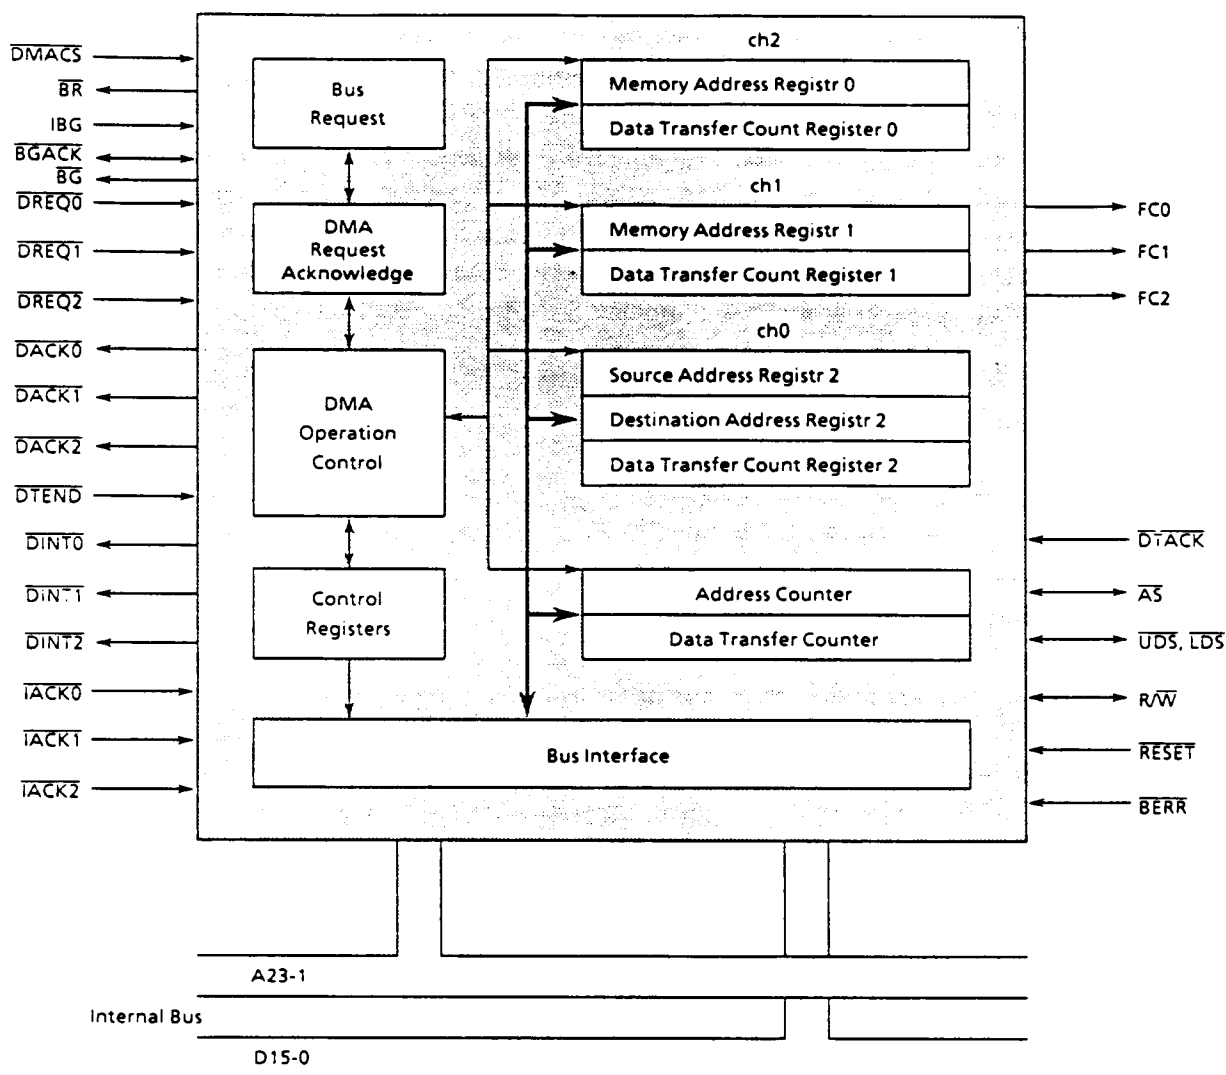 DMACS
BR
IBG
BGACK
BG
DREQ0
DREQ1
DREQ2
DACK0
DACK1
DACK2
DTEND
DINT0
DINT1
DINT2
IACK0
IACK1
IACK2
Bus
Request
DMA
Request
Acknowledge
DMA
Operation
Control
Control
Registers
ch2
Memory Address Registr 0
Data Transfer Count Register 0
ch1
Memory Address Registr 1
Data Transfer Count Register 1
ch0
Source Address Registr 2
Destination Address Registr 2
Data Transfer Count Register 2
Address Counter
Data Transfer Counter
Bus Interface
FC0
FC1
FC2
DTACK
AS
UDS, LDS
R/W
RESET
BERR
A23-1
Internal Bus
D15-0